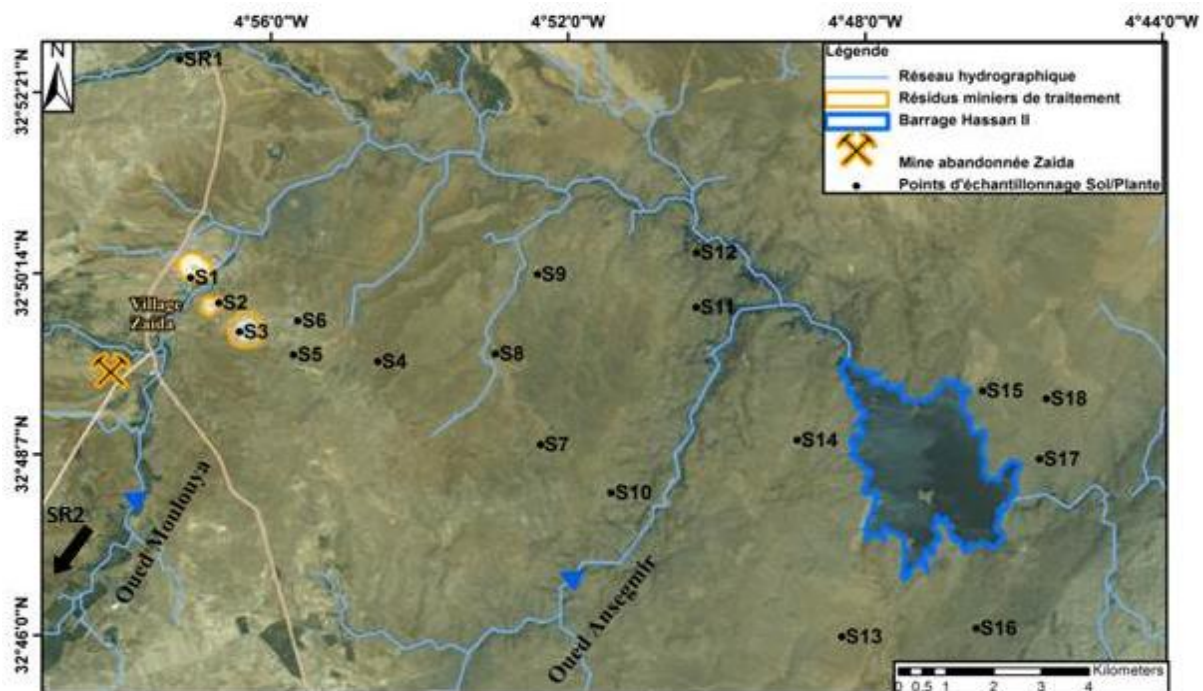 4°56'0"W
4°52'0"W
4°48'0"W
4°44'0"W
N
SR1
Légende
Réseau hydrographique
Résidus miniers de traitement
Barrage Hassan II
Mine abandonnée Zaida
Points d'échantillonnage Sol/Plante
32°52'21"N
32°50'14"N
32°48'7"N
32°46'0"N
S12
S1
S9
Village
Zaïda
S2
S11
S6
S3
S5
S4
S8
S15
S18
S14
S7
S17
S10
SR2
Oued Moulouya
Oued Ansegmir
S13
S16
Kilometers
0 0.5 1 2 3 4